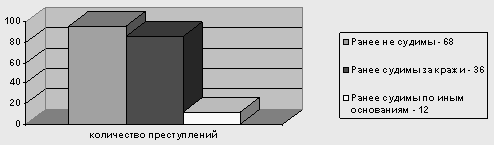 100
80
60
40
20
0
количество преступлений
Ранее не судимы - 68
Ранее судимы за кражи - 36
Ранее судимы по иным
основаниям - 12